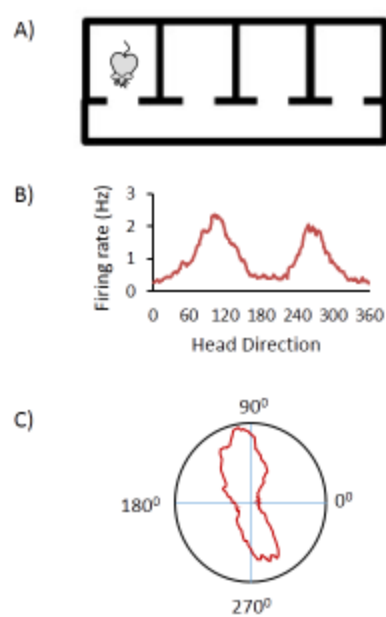 A)
B)
Firing rate (Hz)
3
2
1
0
0 60 120 180 240 300 360
Head Direction
C)
90⁰
180⁰
0⁰
270⁰